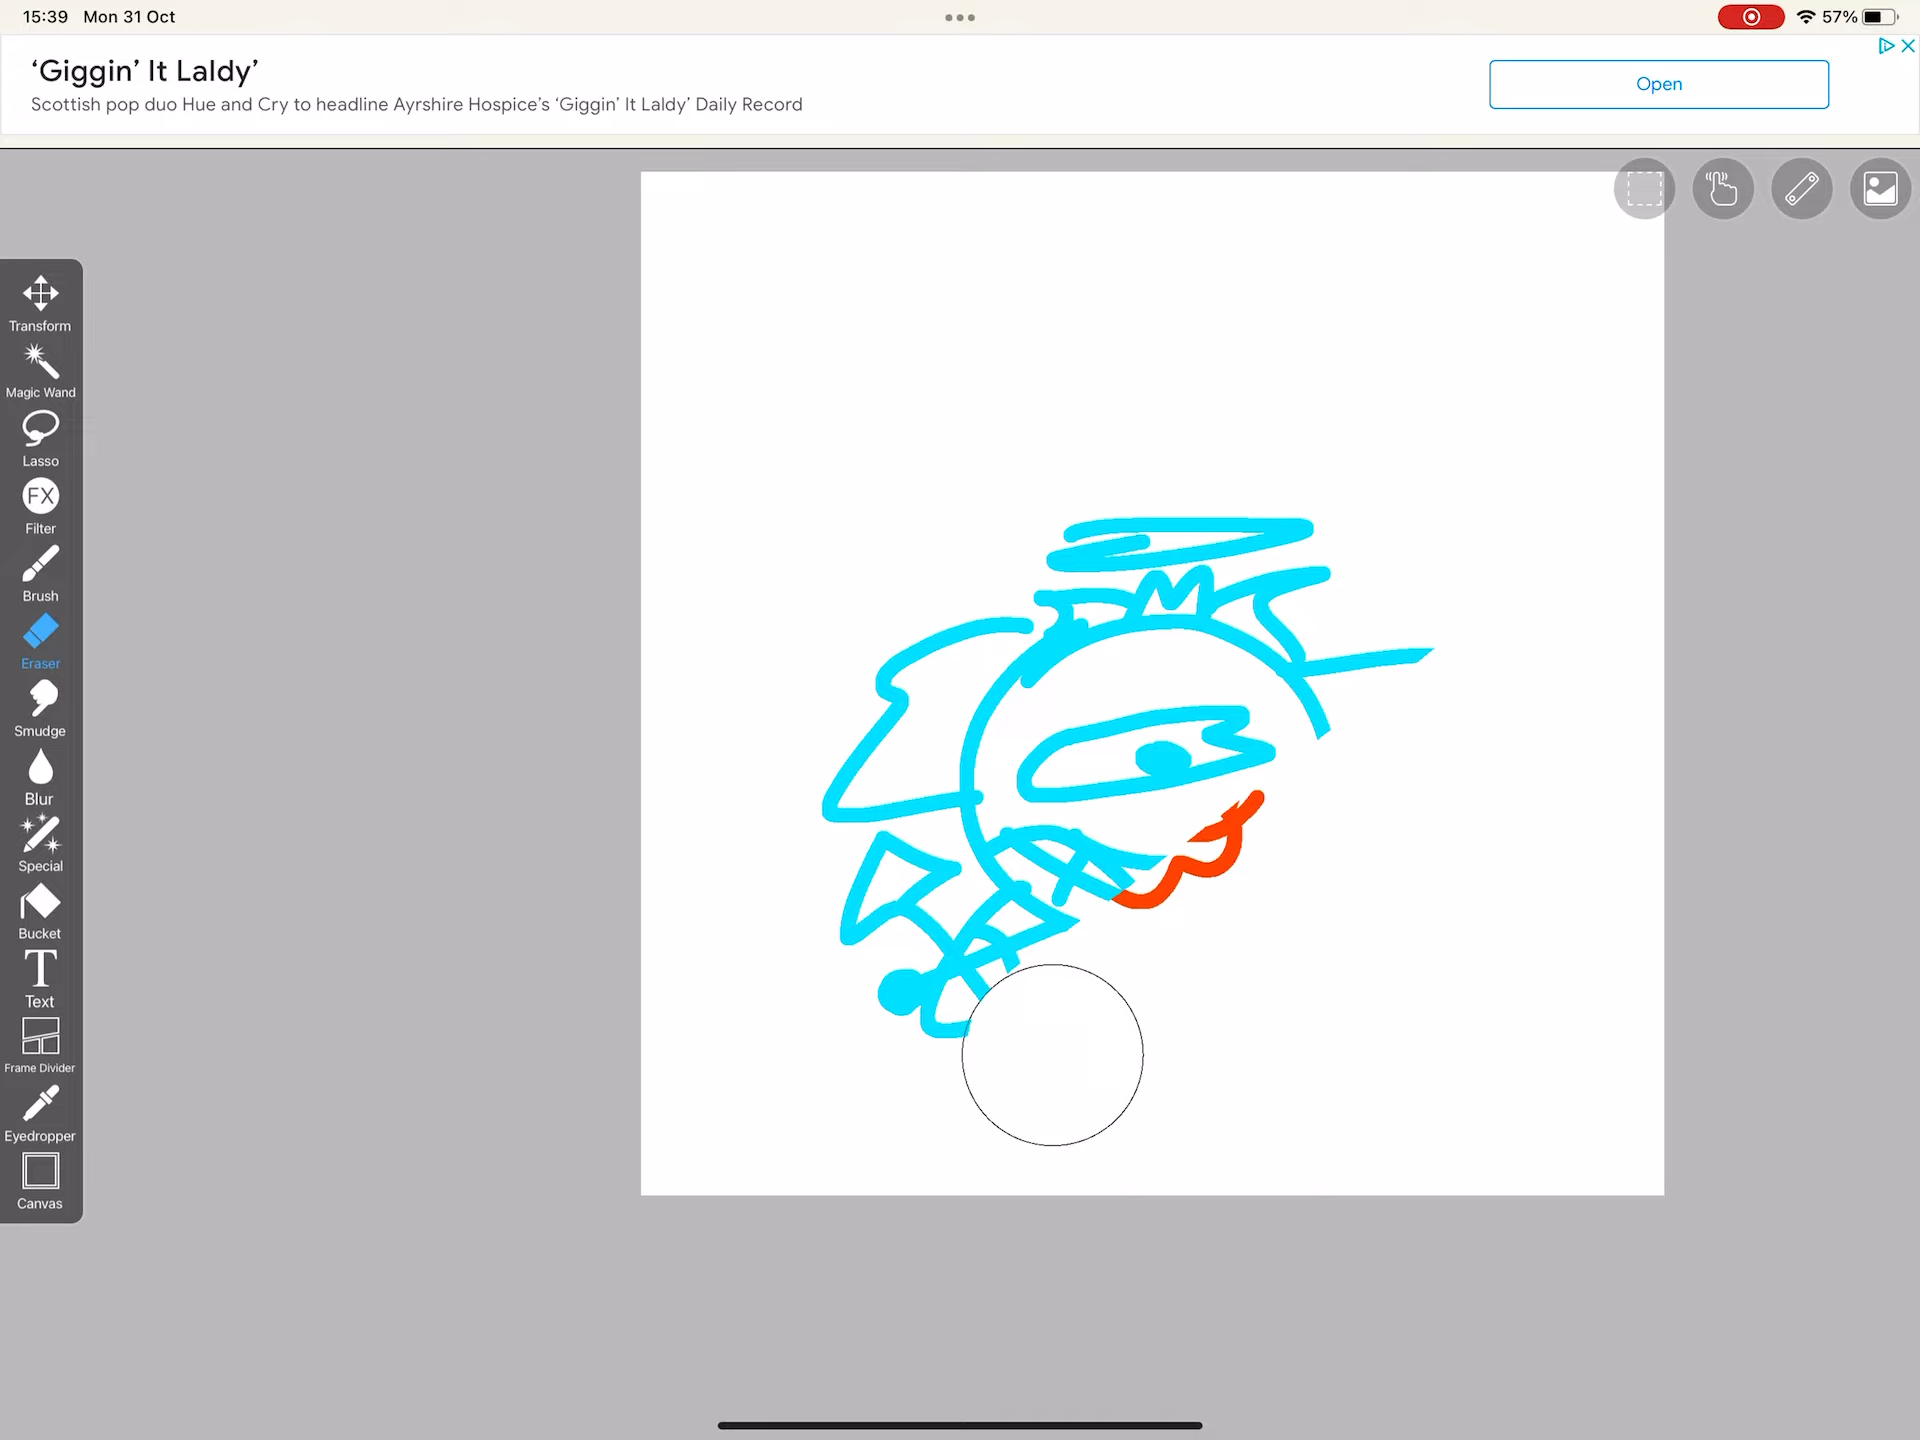 15:39 Mon 31 Oct
57%
‘Giggin’ It Laldy’
Scottish pop duo Hue and Cry to headline Ayrshire Hospice’s ‘Giggin’ It Laldy’ Daily Record
Open
Transform
Magic Wand
Lasso
FX
Filter
Brush
Eraser
Smudge
Blur
Special
Bucket
T
Text
Frame Divider
Eyedropper
Canvas